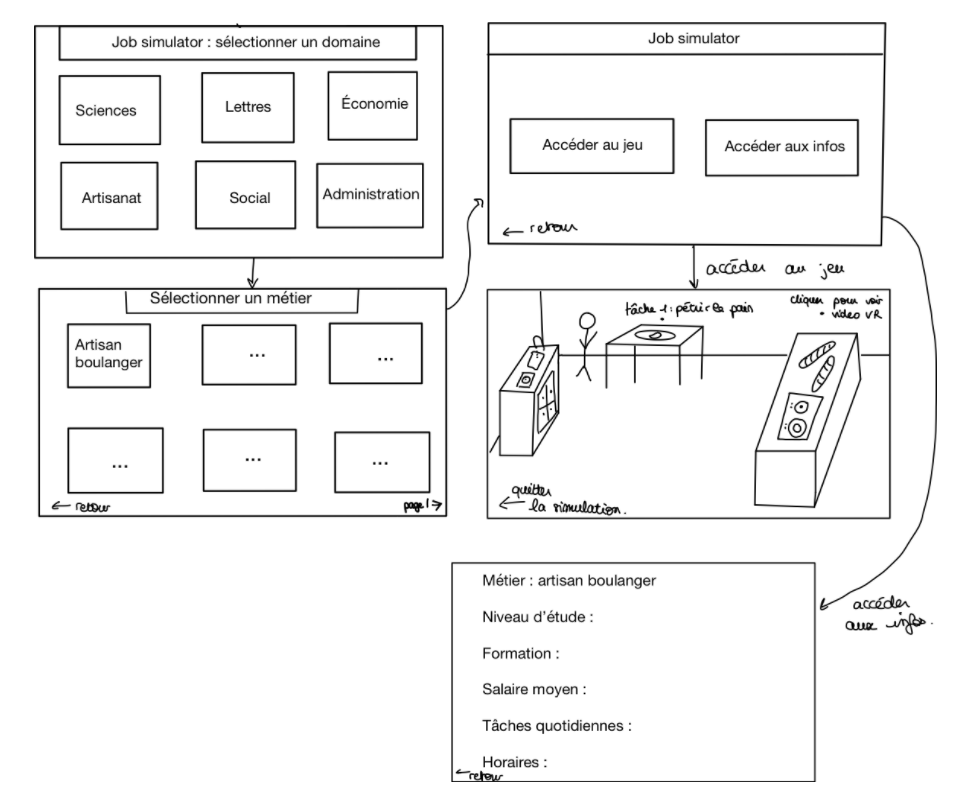 Job simulator : sélectionner un domaine
Sciences
Lettres
Économie
Artisanat
Social
Administration
Sélectionner un métier
Artisan
boulanger
...
...
...
...
...
← retour
page 1 →
Job simulator
Accéder au jeu
Accéder aux infos
← retour
accéder au jeu
tâche 1 : pétrir le pain
cliquer pour voir
• video VR
quitter
← la simulation.
accéder
aux infos.
Métier : artisan boulanger
Niveau d'étude :
Formation :
Salaire moyen :
Tâches quotidiennes :
Horaires :
← retour